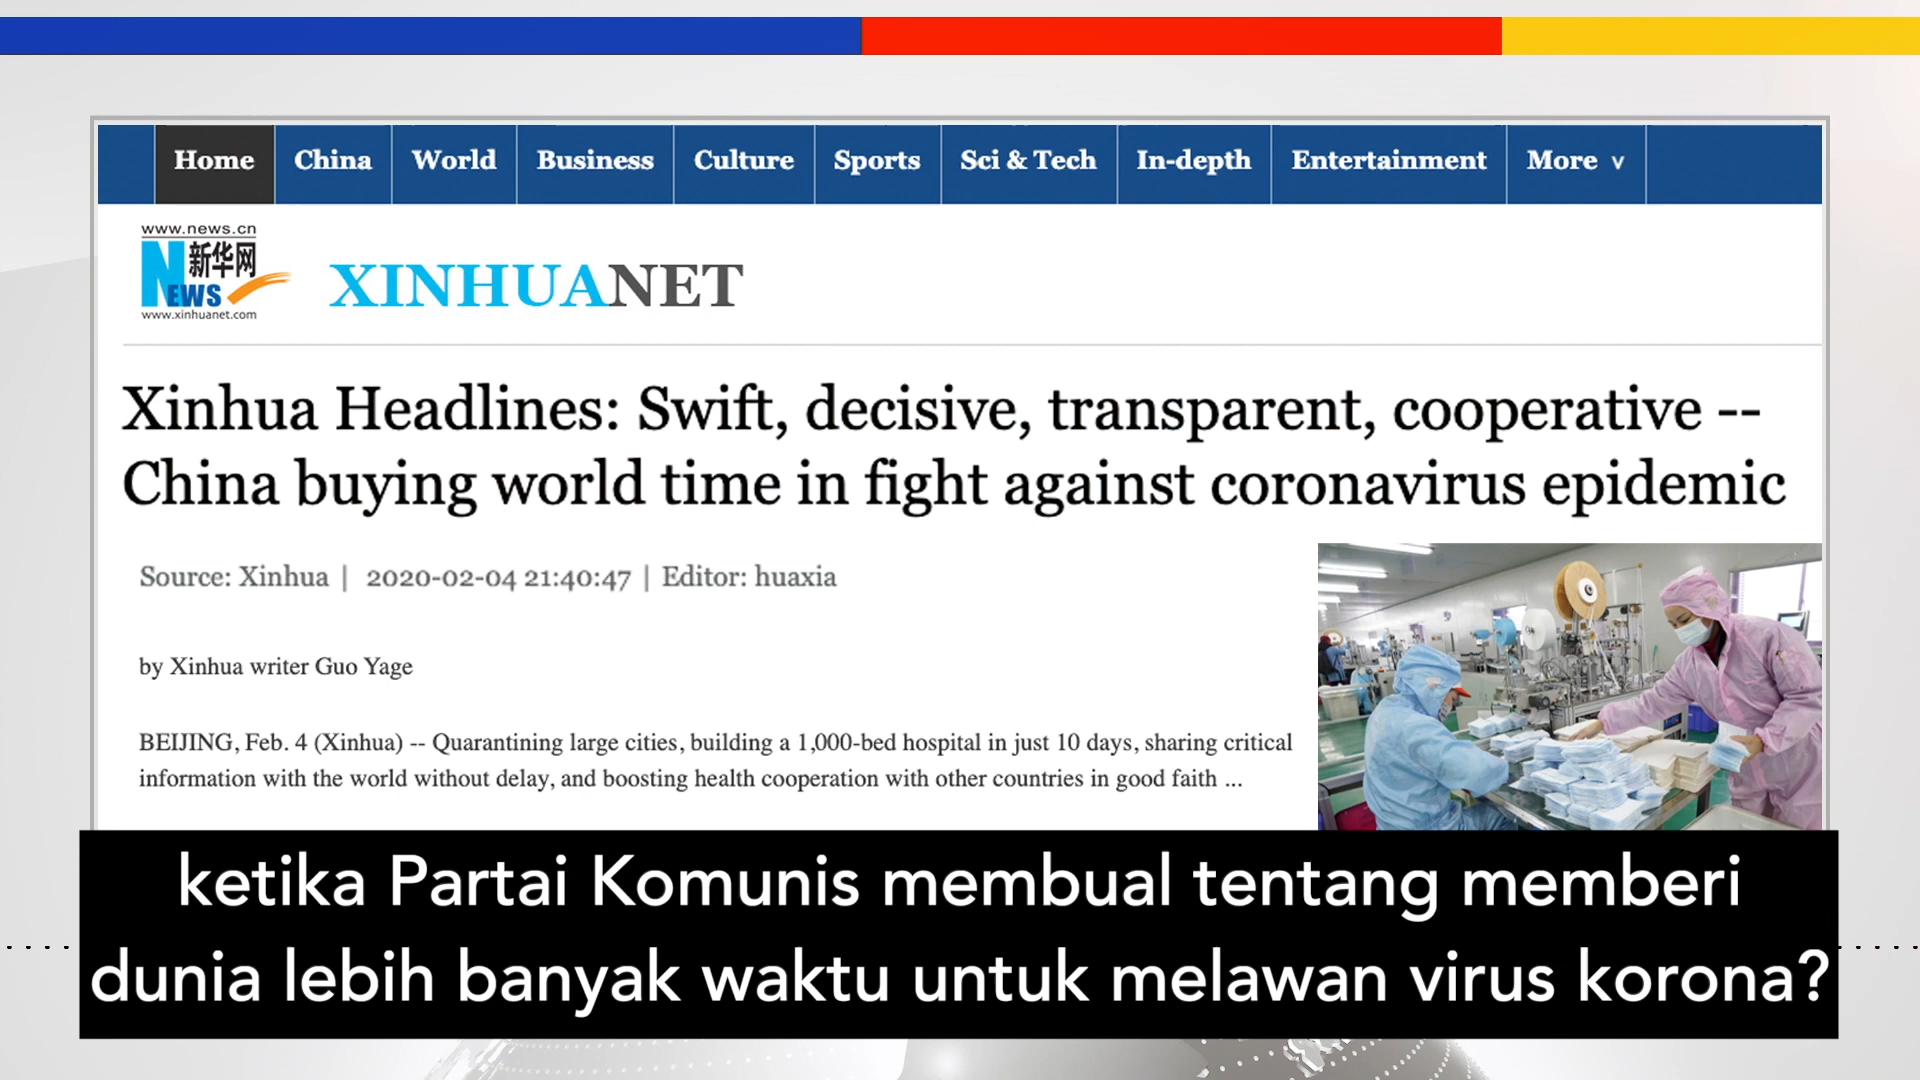 Home China World Business Culture Sports Sci & Tech In-depth Entertainment More v
www.news.cn
新华网
NEWS
www.xinhuanet.com
XINHUANET
Xinhua Headlines: Swift, decisive, transparent, cooperative --
China buying world time in fight against coronavirus epidemic
Source: Xinhua | 2020-02-04 21:40:47 | Editor: huaxia
by Xinhua writer Guo Yage
BEIJING, Feb. 4 (Xinhua) -- Quarantining large cities, building a 1,000-bed hospital in just 10 days, sharing critical
information with the world without delay, and boosting health cooperation with other countries in good faith ...
ketika Partai Komunis membual tentang memberi
dunia lebih banyak waktu untuk melawan virus korona?